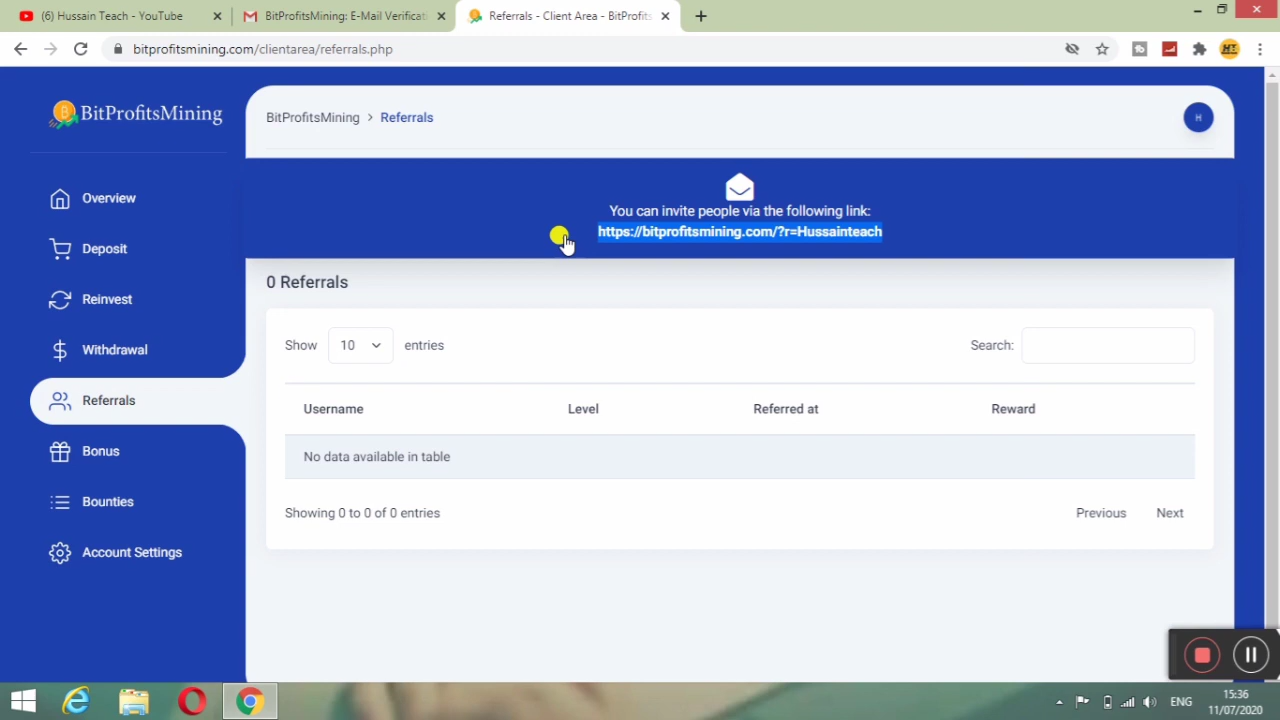 (6) Hussain Teach - YouTube
BitProfitsMining: E-Mail Verificat
Referrals - Client Area - BitProfits
bitprofitsmining.com/clientarea/referrals.php
BitProfitsMining
BitProfitsMining > Referrals
H
Overview
Deposit
Reinvest
Withdrawal
Referrals
Bonus
Bounties
Account Settings
You can invite people via the following link:
https://bitprofitsmining.com/?r=Hussainteach
0 Referrals
Show 10 entries
Search:
Username Level Referred at Reward
No data available in table
Showing 0 to 0 of 0 entries
Previous Next
ENG
15:36
11/07/2020